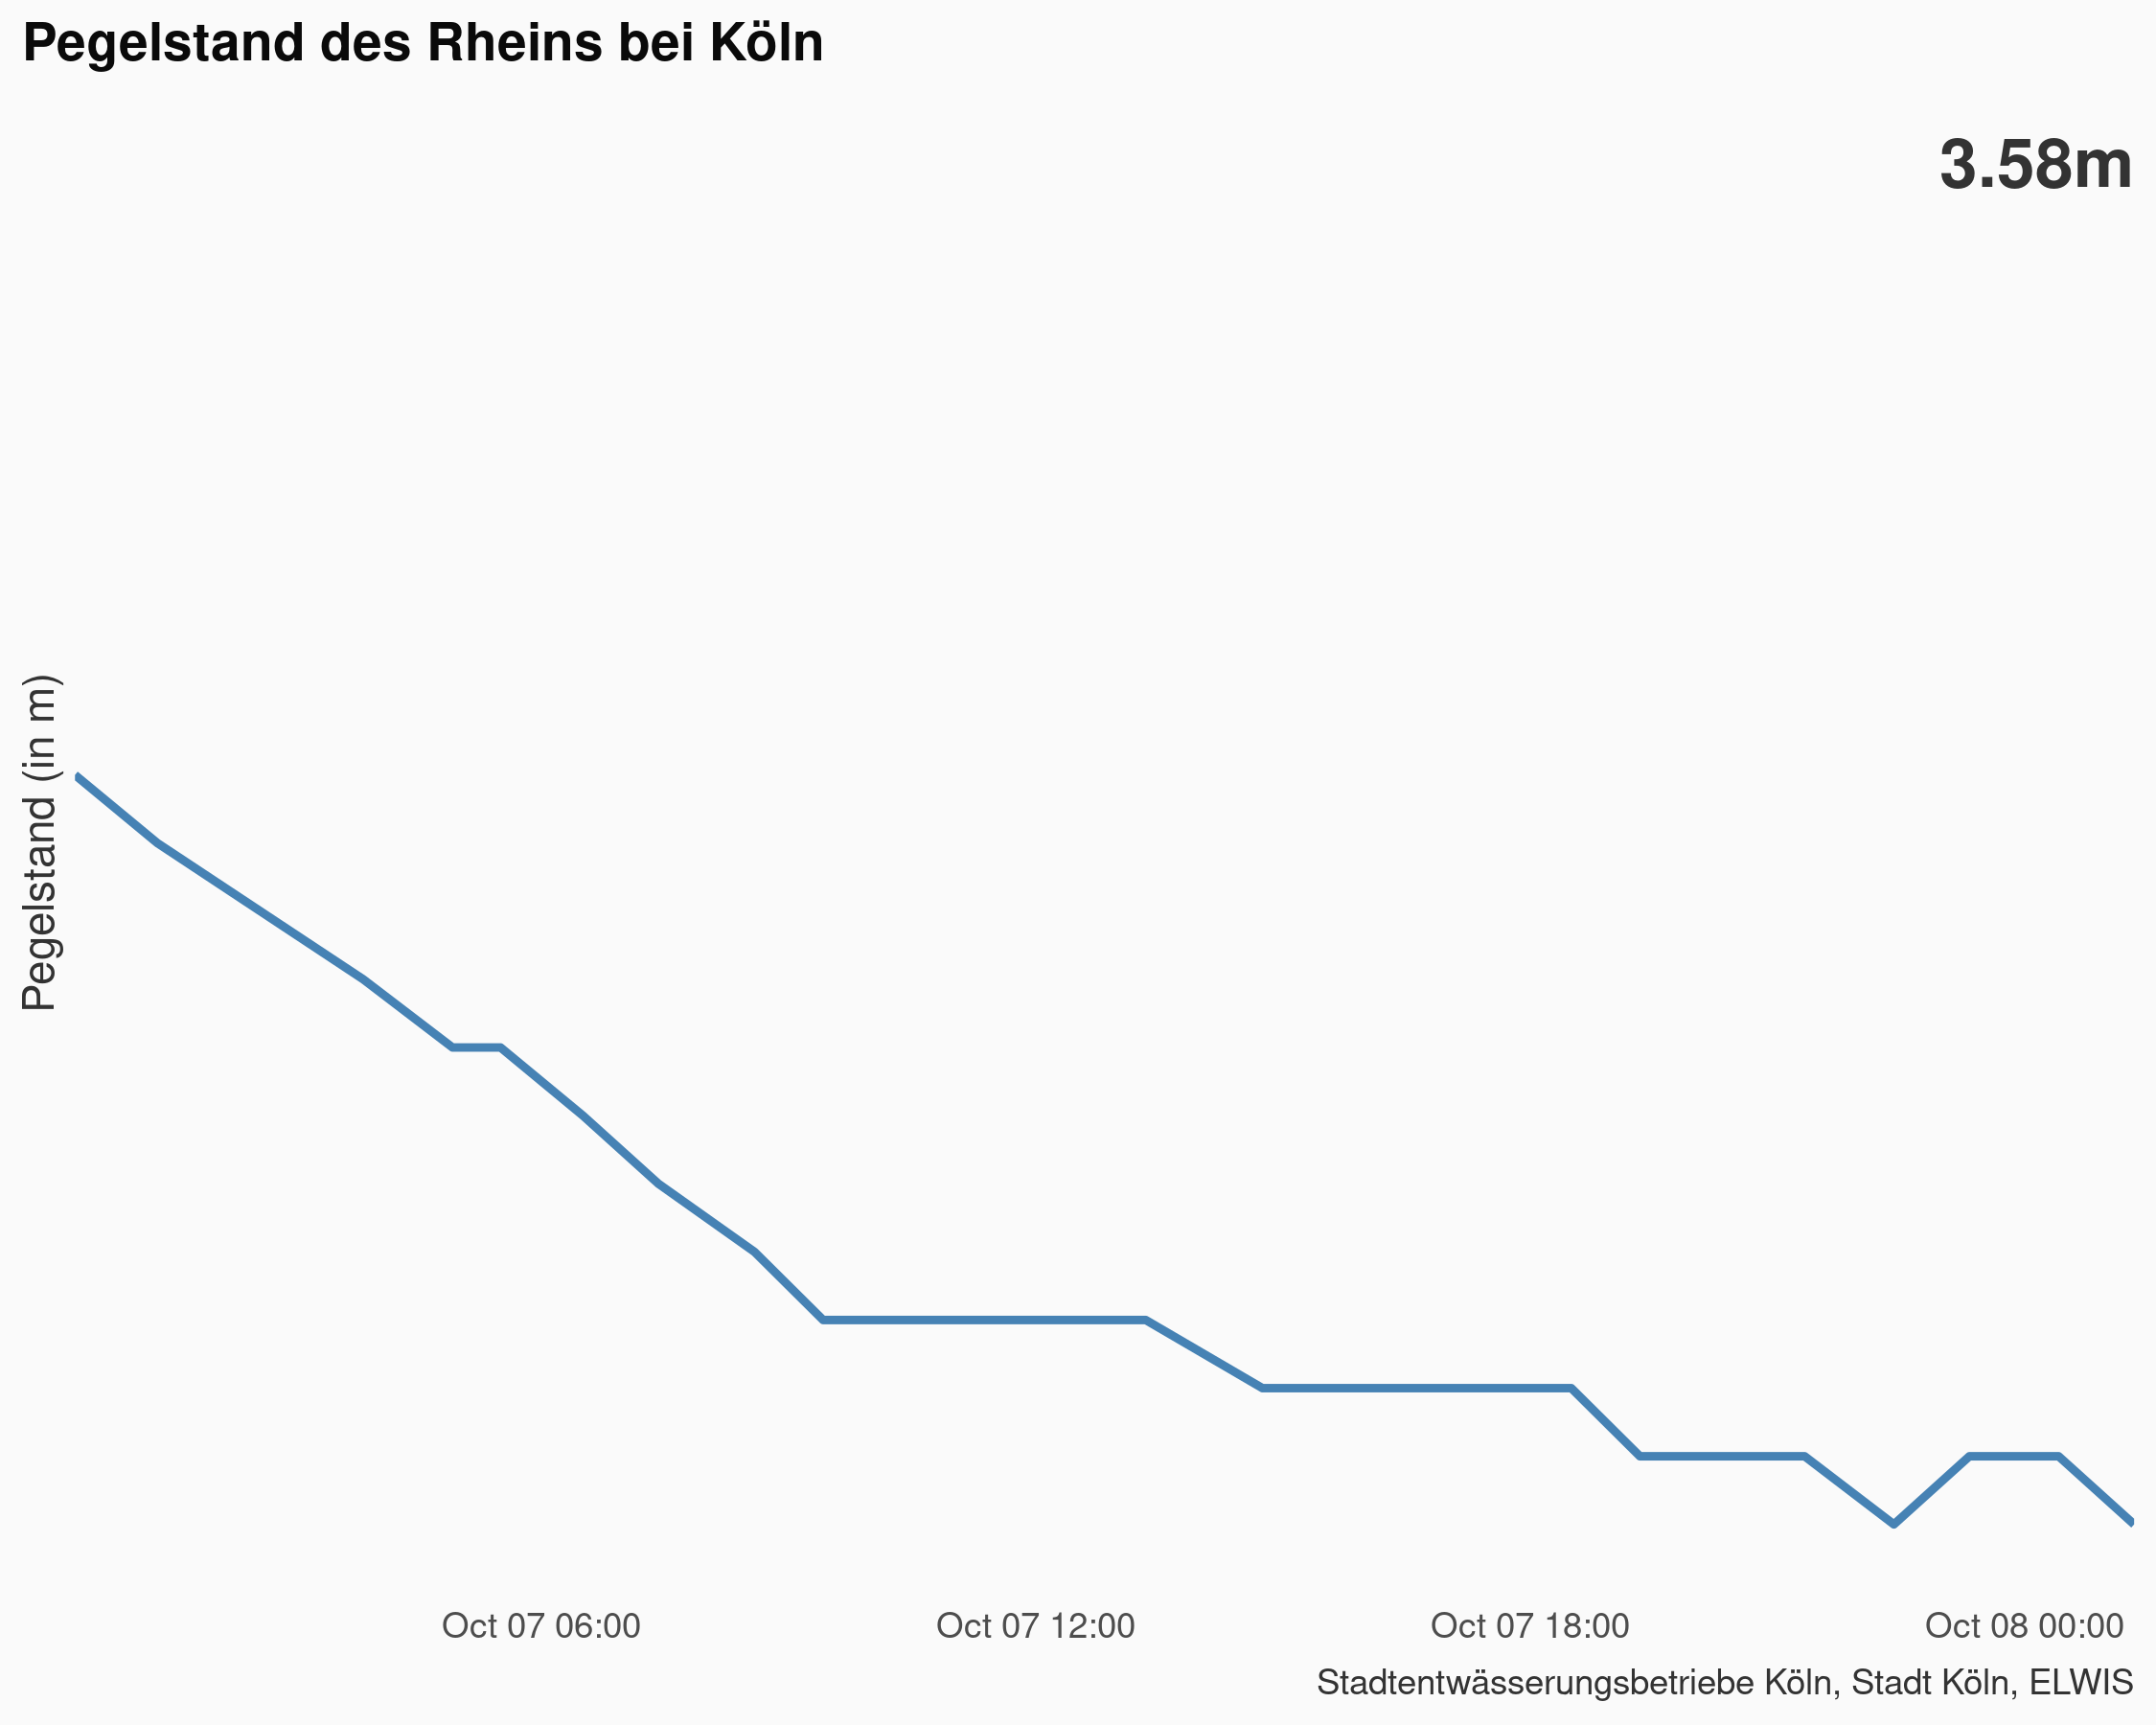 Pegelstand des Rheins bei Köln
3.58m
Pegelstand (in m)
Oct 07 06:00
Oct 07 12:00
Oct 07 18:00
Oct 08 00:00
Stadtentwässerungsbetriebe Köln, Stadt Köln, ELWIS